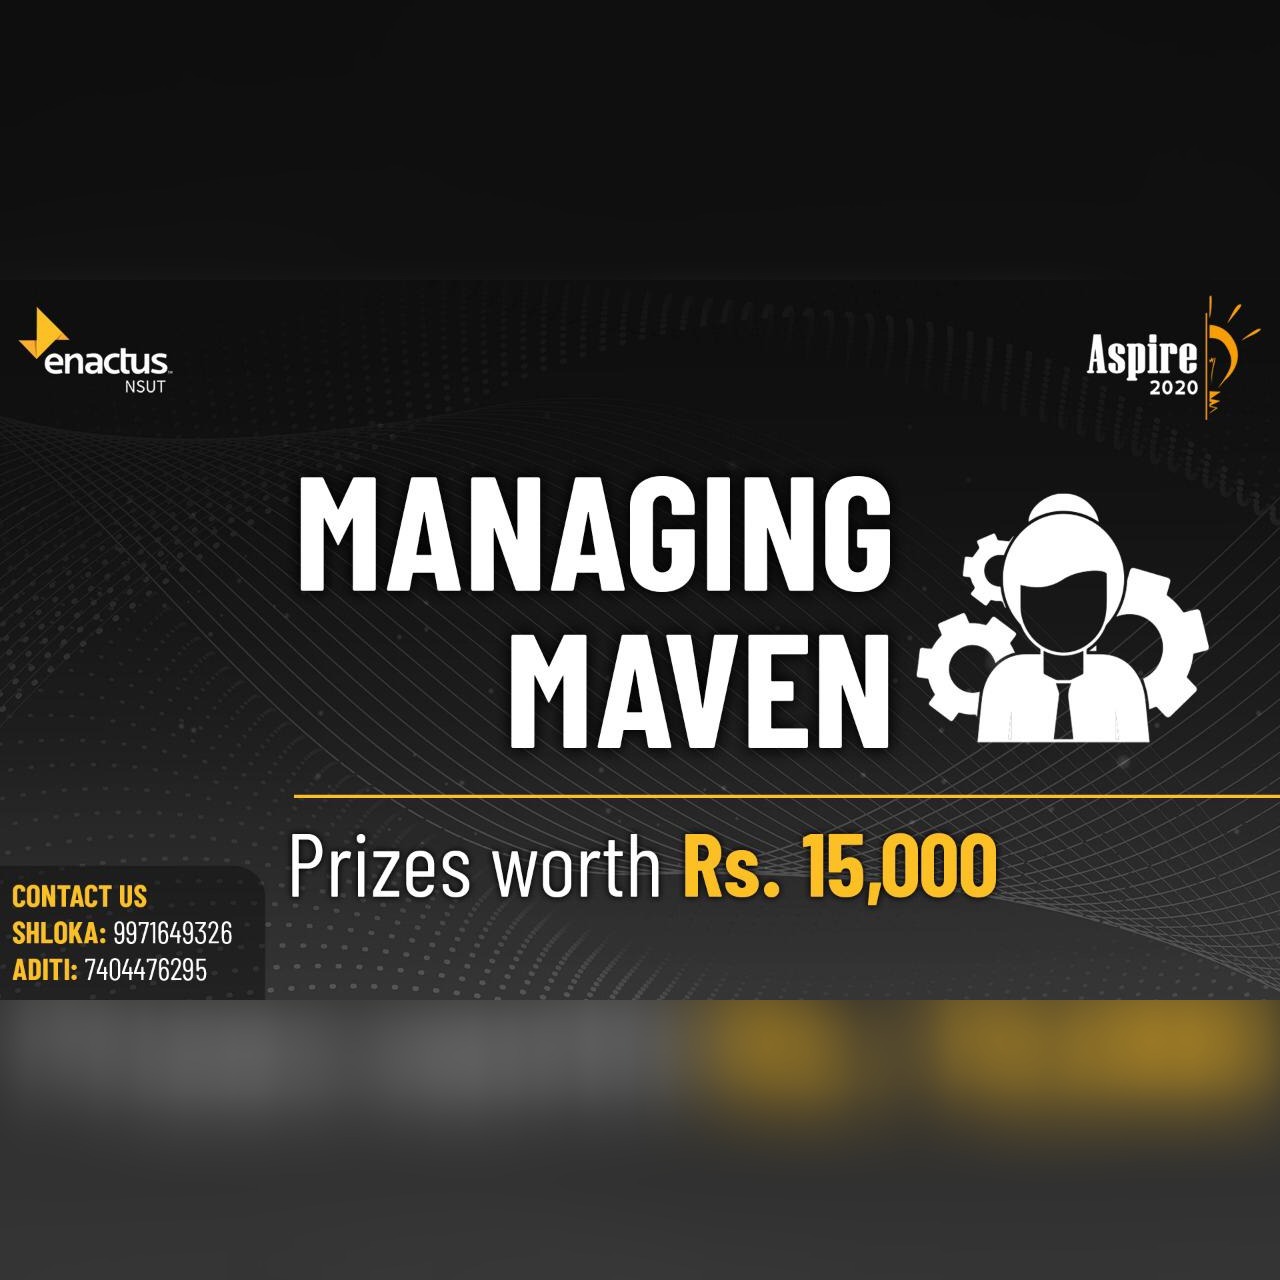 enactus
NSUT
Aspire
2020
MANAGING
MAVEN
Prizes worth Rs. 15,000
CONTACT US
SHLOKA: 9971649326
ADITI: 7404476295